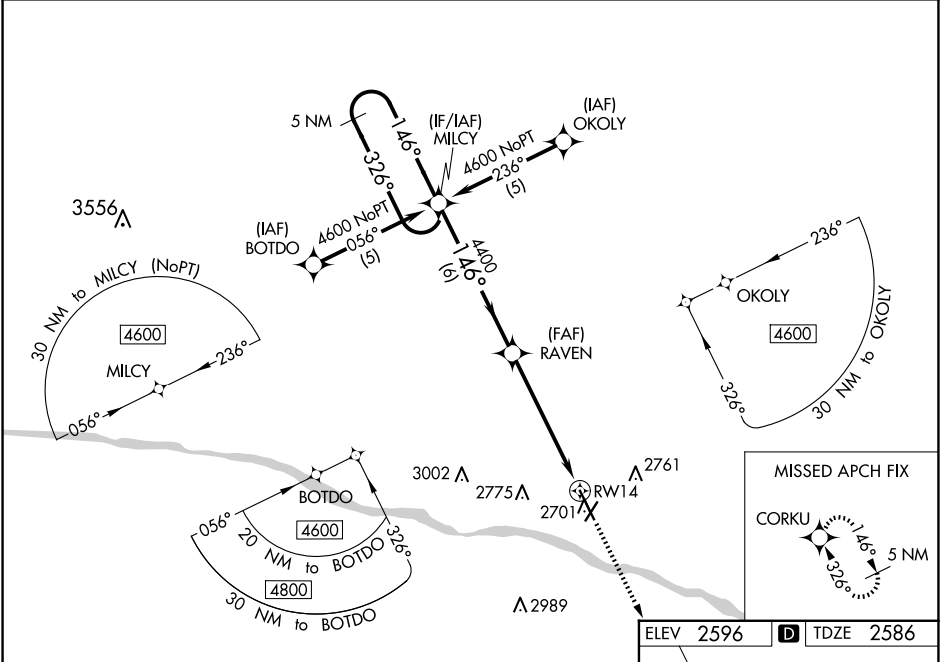 5 NM
146°
326°
(IF/IAF)
MILCY
(IAF)
OKOLY
4600 NoPT
236°
(5)
3556
(IAF)
BOTDO
4600 NoPT
056°
(5)
4400
146°
(6)
30 NM to MILCY (NoPT)
4600
MILCY
236°
056°
236°
OKOLY
4600
326°
30 NM to OKOLY
(FAF)
RAVEN
3002
2775
2761
RW14
2701
BOTDO
056°
4600
326°
20 NM to BOTDO
4800
30 NM to BOTDO
2989
MISSED APCH FIX
CORKU
146°
326°
5 NM
ELEV 2596 D TDZE 2586